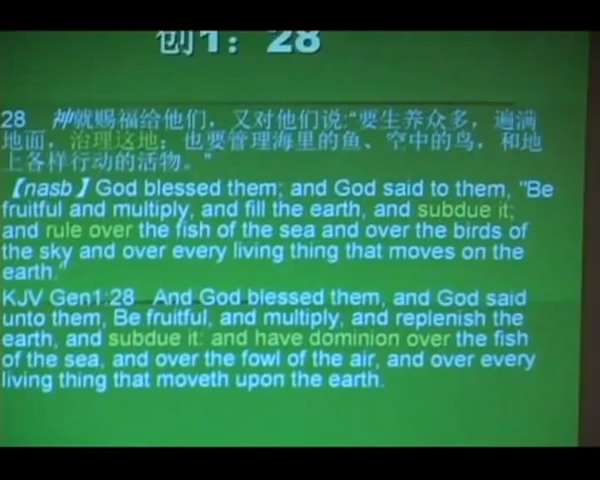 创1：28
28 神就赐福给他们，又对他们说:"要生养众多，遍满
地面，治理这地；也要管理海里的鱼、空中的鸟，和地
上各样行动的活物。"
【nasb】God blessed them; and God said to them, "Be
fruitful and multiply, and fill the earth, and subdue it;
and rule over the fish of the sea and over the birds of
the sky and over every living thing that moves on the
earth."
KJV Gen1:28 And God blessed them, and God said
unto them, Be fruitful, and multiply, and replenish the
earth, and subdue it: and have dominion over the fish
of the sea, and over the fowl of the air, and over every
living thing that moveth upon the earth.